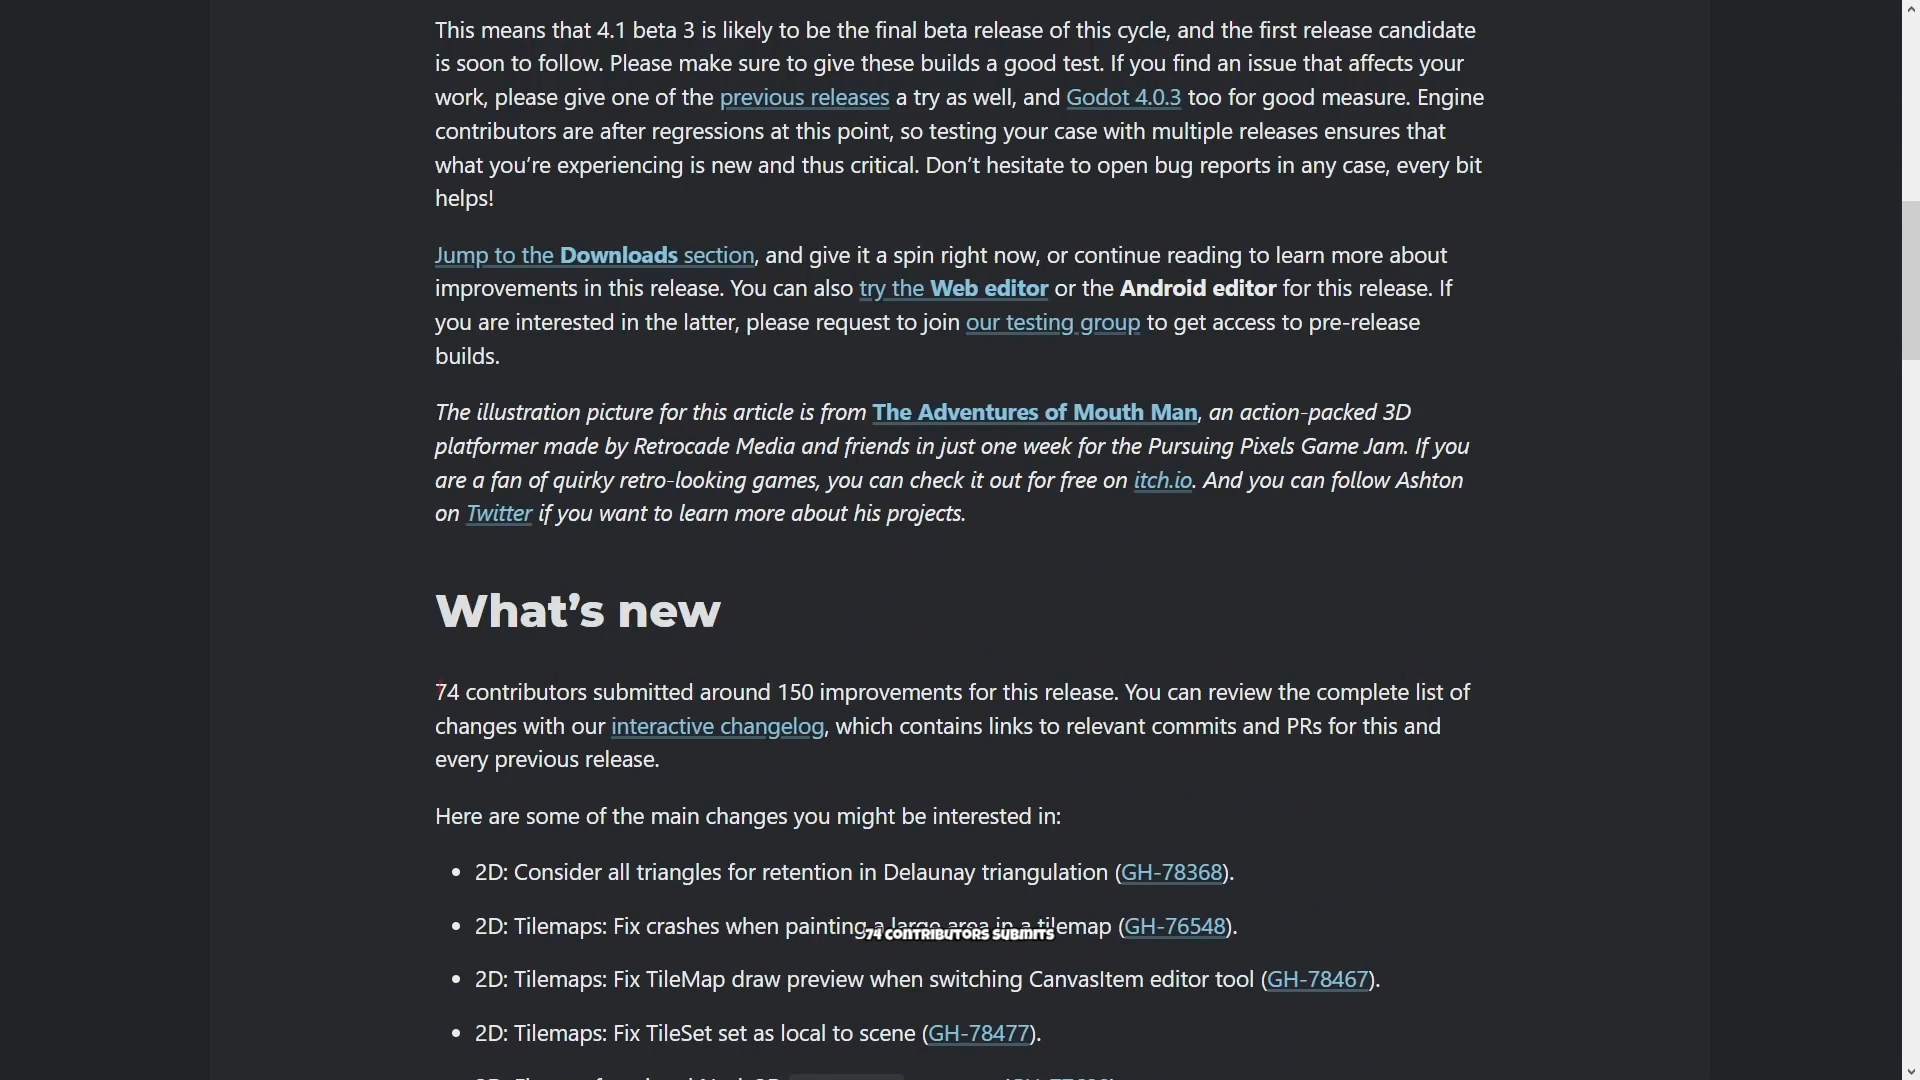 This means that 4.1 beta 3 is likely to be the final beta release of this cycle, and the first release candidate
is soon to follow. Please make sure to give these builds a good test. If you find an issue that affects your
work, please give one of the previous releases a try as well, and Godot 4.0.3 too for good measure. Engine
contributors are after regressions at this point, so testing your case with multiple releases ensures that
what you’re experiencing is new and thus critical. Don’t hesitate to open bug reports in any case, every bit
helps!
Jump to the Downloads section, and give it a spin right now, or continue reading to learn more about
improvements in this release. You can also try the Web editor or the Android editor for this release. If
you are interested in the latter, please request to join our testing group to get access to pre-release
builds.
The illustration picture for this article is from The Adventures of Mouth Man, an action-packed 3D
platformer made by Retrocade Media and friends in just one week for the Pursuing Pixels Game Jam. If you
are a fan of quirky retro-looking games, you can check it out for free on itch.io. And you can follow Ashton
on Twitter if you want to learn more about his projects.
What’s new
74 contributors submitted around 150 improvements for this release. You can review the complete list of
changes with our interactive changelog, which contains links to relevant commits and PRs for this and
every previous release.
Here are some of the main changes you might be interested in:
• 2D: Consider all triangles for retention in Delaunay triangulation (GH-78368).
• 2D: Tilemaps: Fix crashes when painting a large area in a tilemap (GH-76548).
74 CONTRIBUTORS SUBMITS
• 2D: Tilemaps: Fix TileMap draw preview when switching CanvasItem editor tool (GH-78467).
• 2D: Tilemaps: Fix TileSet set as local to scene (GH-78477).